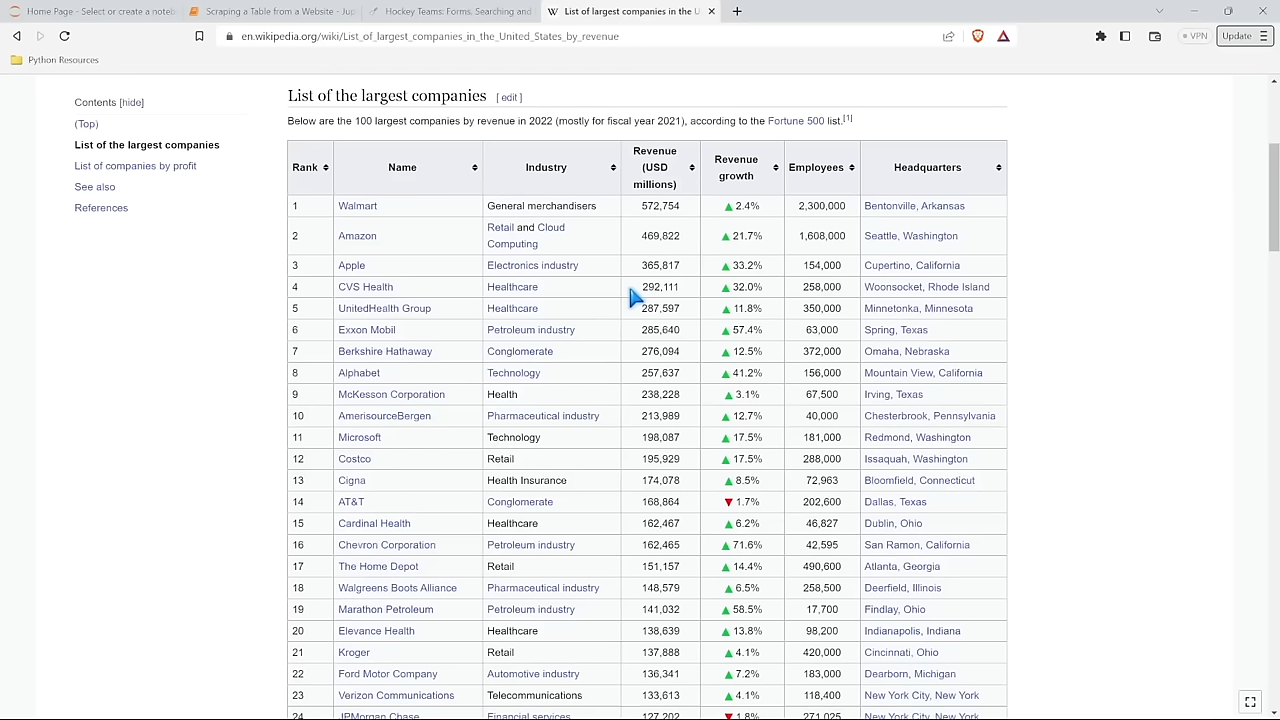 Home Page - Select or create a noteb
Scraping a Table from a Website - Jup
Hockey Teams: Forms, Searching and
List of largest companies in the U
en.wikipedia.org/wiki/List_of_largest_companies_in_the_United_States_by_revenue
VPN
Update
Python Resources
Contents [hide]
(Top)
List of the largest companies
List of companies by profit
See also
References
List of the largest companies [ edit ]
Below are the 100 largest companies by revenue in 2022 (mostly for fiscal year 2021), according to the Fortune 500 list.[1]
Rank Name Industry Revenue (USD millions) Revenue growth Employees Headquarters
1 Walmart General merchandisers 572,754 ▲ 2.4% 2,300,000 Bentonville, Arkansas
2 Amazon Retail and Cloud Computing 469,822 ▲ 21.7% 1,608,000 Seattle, Washington
3 Apple Electronics industry 365,817 ▲ 33.2% 154,000 Cupertino, California
4 CVS Health Healthcare 292,111 ▲ 32.0% 258,000 Woonsocket, Rhode Island
5 UnitedHealth Group Healthcare 287,597 ▲ 11.8% 350,000 Minnetonka, Minnesota
6 Exxon Mobil Petroleum industry 285,640 ▲ 57.4% 63,000 Spring, Texas
7 Berkshire Hathaway Conglomerate 276,094 ▲ 12.5% 372,000 Omaha, Nebraska
8 Alphabet Technology 257,637 ▲ 41.2% 156,000 Mountain View, California
9 McKesson Corporation Health 238,228 ▲ 3.1% 67,500 Irving, Texas
10 AmerisourceBergen Pharmaceutical industry 213,989 ▲ 12.7% 40,000 Chesterbrook, Pennsylvania
11 Microsoft Technology 198,087 ▲ 17.5% 181,000 Redmond, Washington
12 Costco Retail 195,929 ▲ 17.5% 288,000 Issaquah, Washington
13 Cigna Health Insurance 174,078 ▲ 8.5% 72,963 Bloomfield, Connecticut
14 AT&T Conglomerate 168,864 ▼ 1.7% 202,600 Dallas, Texas
15 Cardinal Health Healthcare 162,467 ▲ 6.2% 46,827 Dublin, Ohio
16 Chevron Corporation Petroleum industry 162,465 ▲ 71.6% 42,595 San Ramon, California
17 The Home Depot Retail 151,157 ▲ 14.4% 490,600 Atlanta, Georgia
18 Walgreens Boots Alliance Pharmaceutical industry 148,579 ▲ 6.5% 258,500 Deerfield, Illinois
19 Marathon Petroleum Petroleum industry 141,032 ▲ 58.5% 17,700 Findlay, Ohio
20 Elevance Health Healthcare 138,639 ▲ 13.8% 98,200 Indianapolis, Indiana
21 Kroger Retail 137,888 ▲ 4.1% 420,000 Cincinnati, Ohio
22 Ford Motor Company Automotive industry 136,341 ▲ 7.2% 183,000 Dearborn, Michigan
23 Verizon Communications Telecommunications 133,613 ▲ 4.1% 118,400 New York City, New York
24 JPMorgan Chase Financial services 127,202 ▼ 1.8% 271,025 New York City, New York